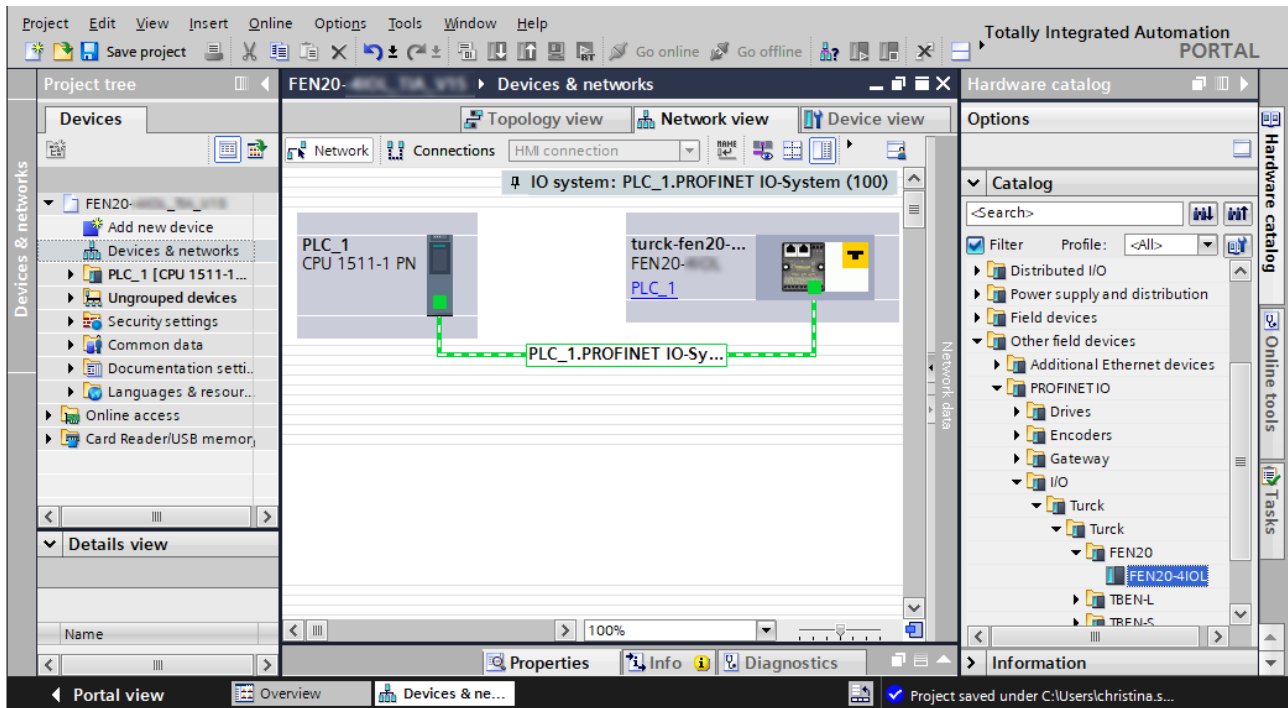 Project Edit View Insert Online Options Tools Window Help
Totally Integrated Automation
PORTAL
Save project
Go online
Go offline
Project tree
FEN20-
Devices & networks
Hardware catalog
Devices
Topology view
Network view
Device view
Options
Network
Connections
HMI connection
IO system: PLC_1.PROFINET IO-System (100)
Catalog
<Search>
Filter
Profile:
<All>
FEN20-
Add new device
Devices & networks
PLC_1 [CPU 1511-1...
Ungrouped devices
Security settings
Common data
Documentation setti..
Languages & resour..
Online access
Card Reader/USB memor
PLC_1
CPU 1511-1 PN
turck-fen20-...
FEN20-
PLC_1
PLC_1.PROFINET IO-Sy...
Distributed I/O
Power supply and distribution
Field devices
Other field devices
Additional Ethernet devices
PROFINET IO
Drives
Encoders
Gateway
I/O
Turck
Turck
FEN20
FEN20-4IOL
TBEN-L
TBEN-S
Devices & networks
Network data
Hardware catalog
Online tools
Tasks
Details view
Name
100%
Properties
Info
Diagnostics
Information
Portal view
Overview
Devices & ne...
Project saved under C:\Users\christina.s...